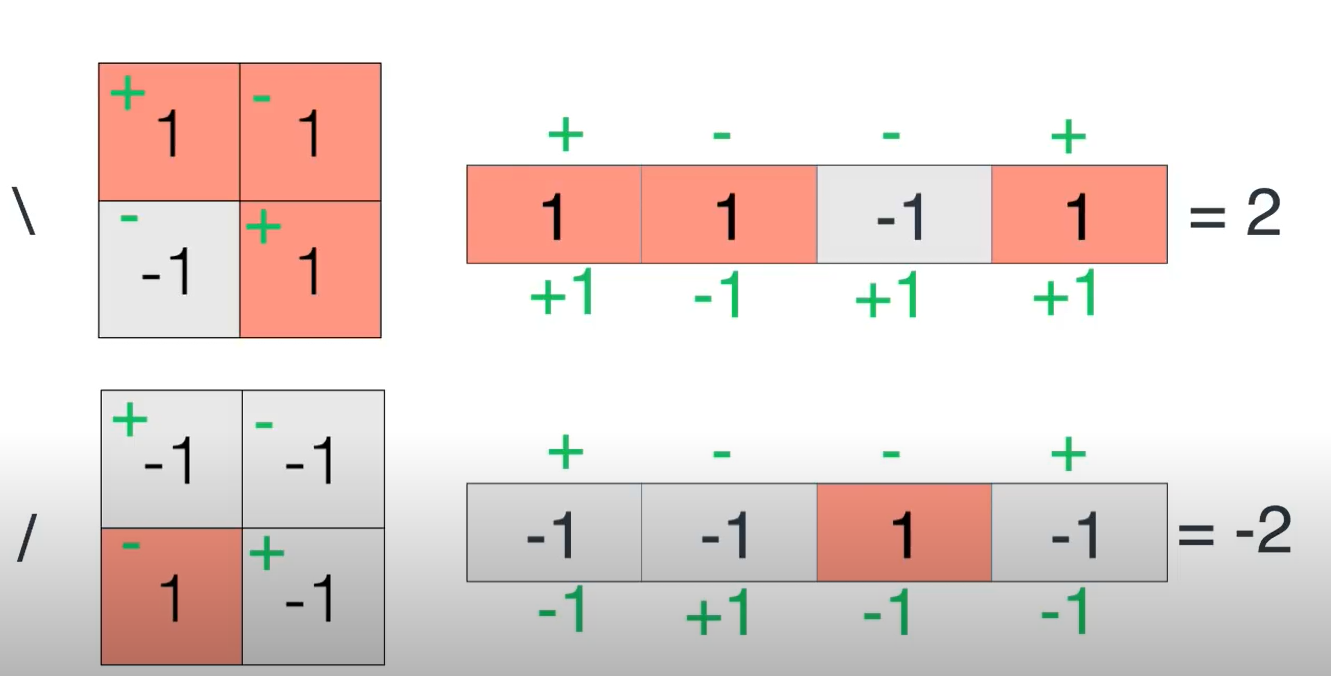 + 1 - 1
- -1 + 1
\
+ - - +
1 1 -1 1 = 2
+1 -1 +1 +1
+ -1 - -1
- 1 + -1
/
+ - - +
-1 -1 1 -1 = -2
-1 +1 -1 -1